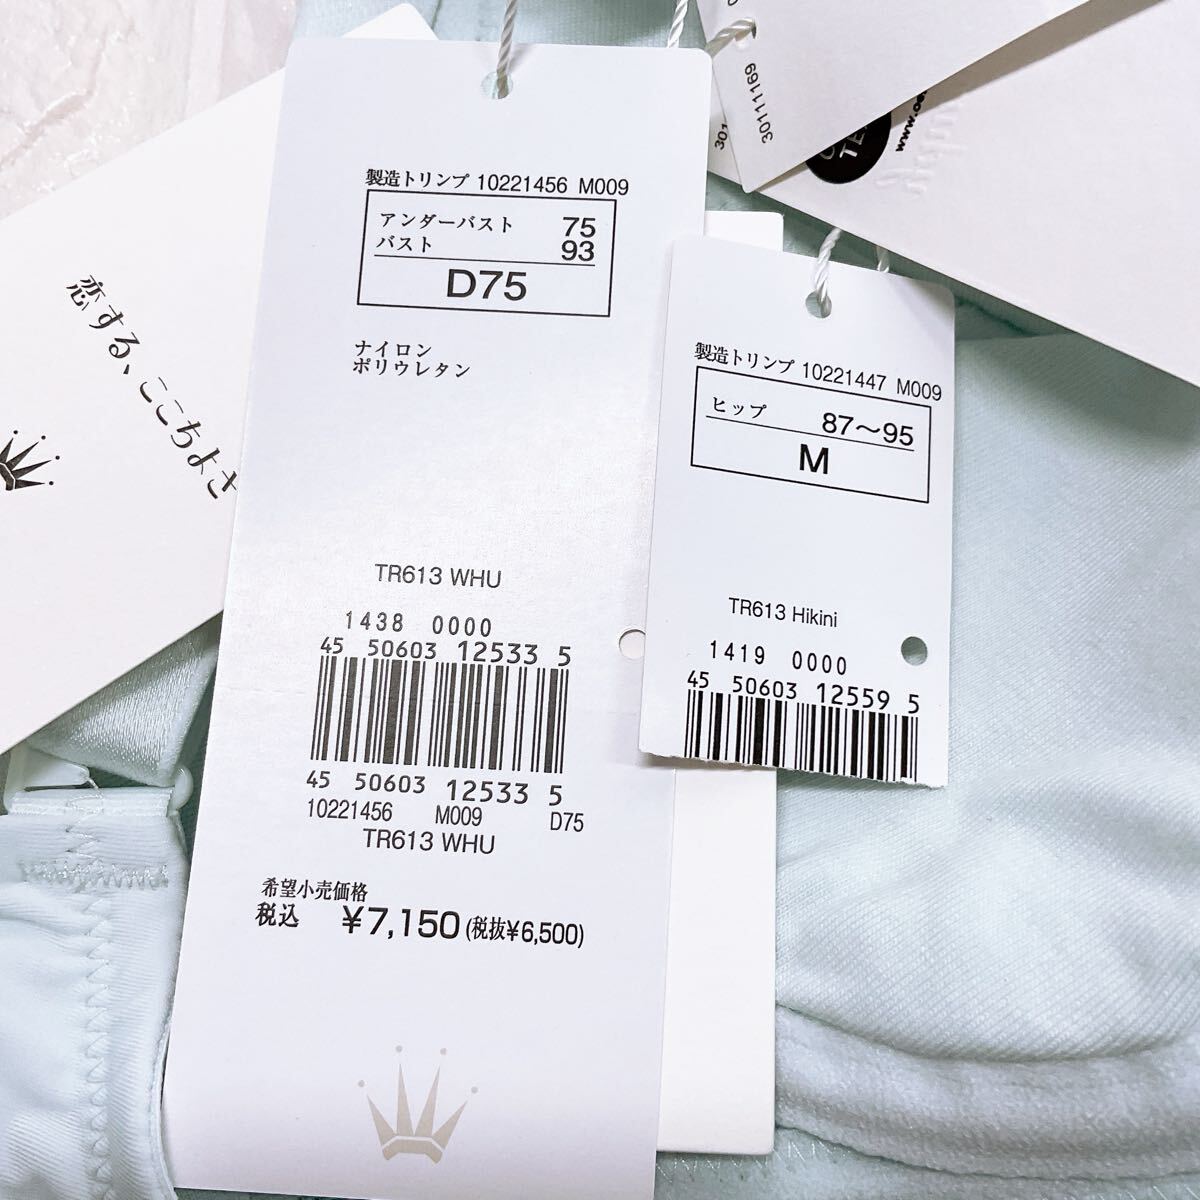 恋する、ここちよさ
製造トリンプ 10221456 M009
アンダーバスト 75
バスト 93
D75
ナイロン
ポリウレタン
TR613 WHU
1438 0000
45 50603 12533 5
45 50603 12533 5
10221456 M009 D75
TR613 WHU
希望小売価格
税込 ¥7,150 (税抜¥6,500)
製造トリンプ 10221447 M009
ヒップ 87～95
M
TR613 Hikini
1419 0000
45 50603 12559 5
30111169
301
www.oe